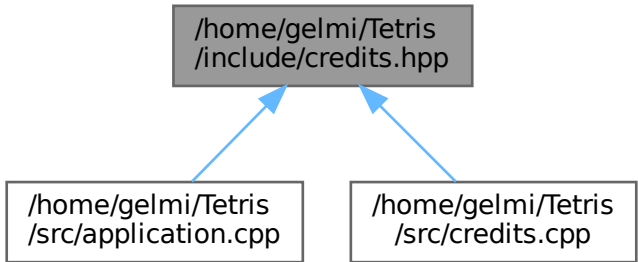 /home/gelmi/Tetris
/include/credits.hpp
/home/gelmi/Tetris
/src/application.cpp
/home/gelmi/Tetris
/src/credits.cpp